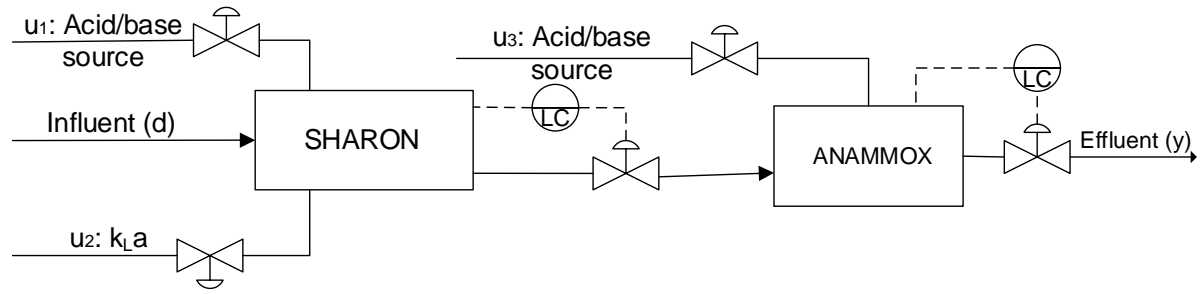 u1: Acid/base
source
u3: Acid/base
source
LC
LC
Influent (d)
SHARON
ANAMMOX
Effluent (y)
u2: kLa